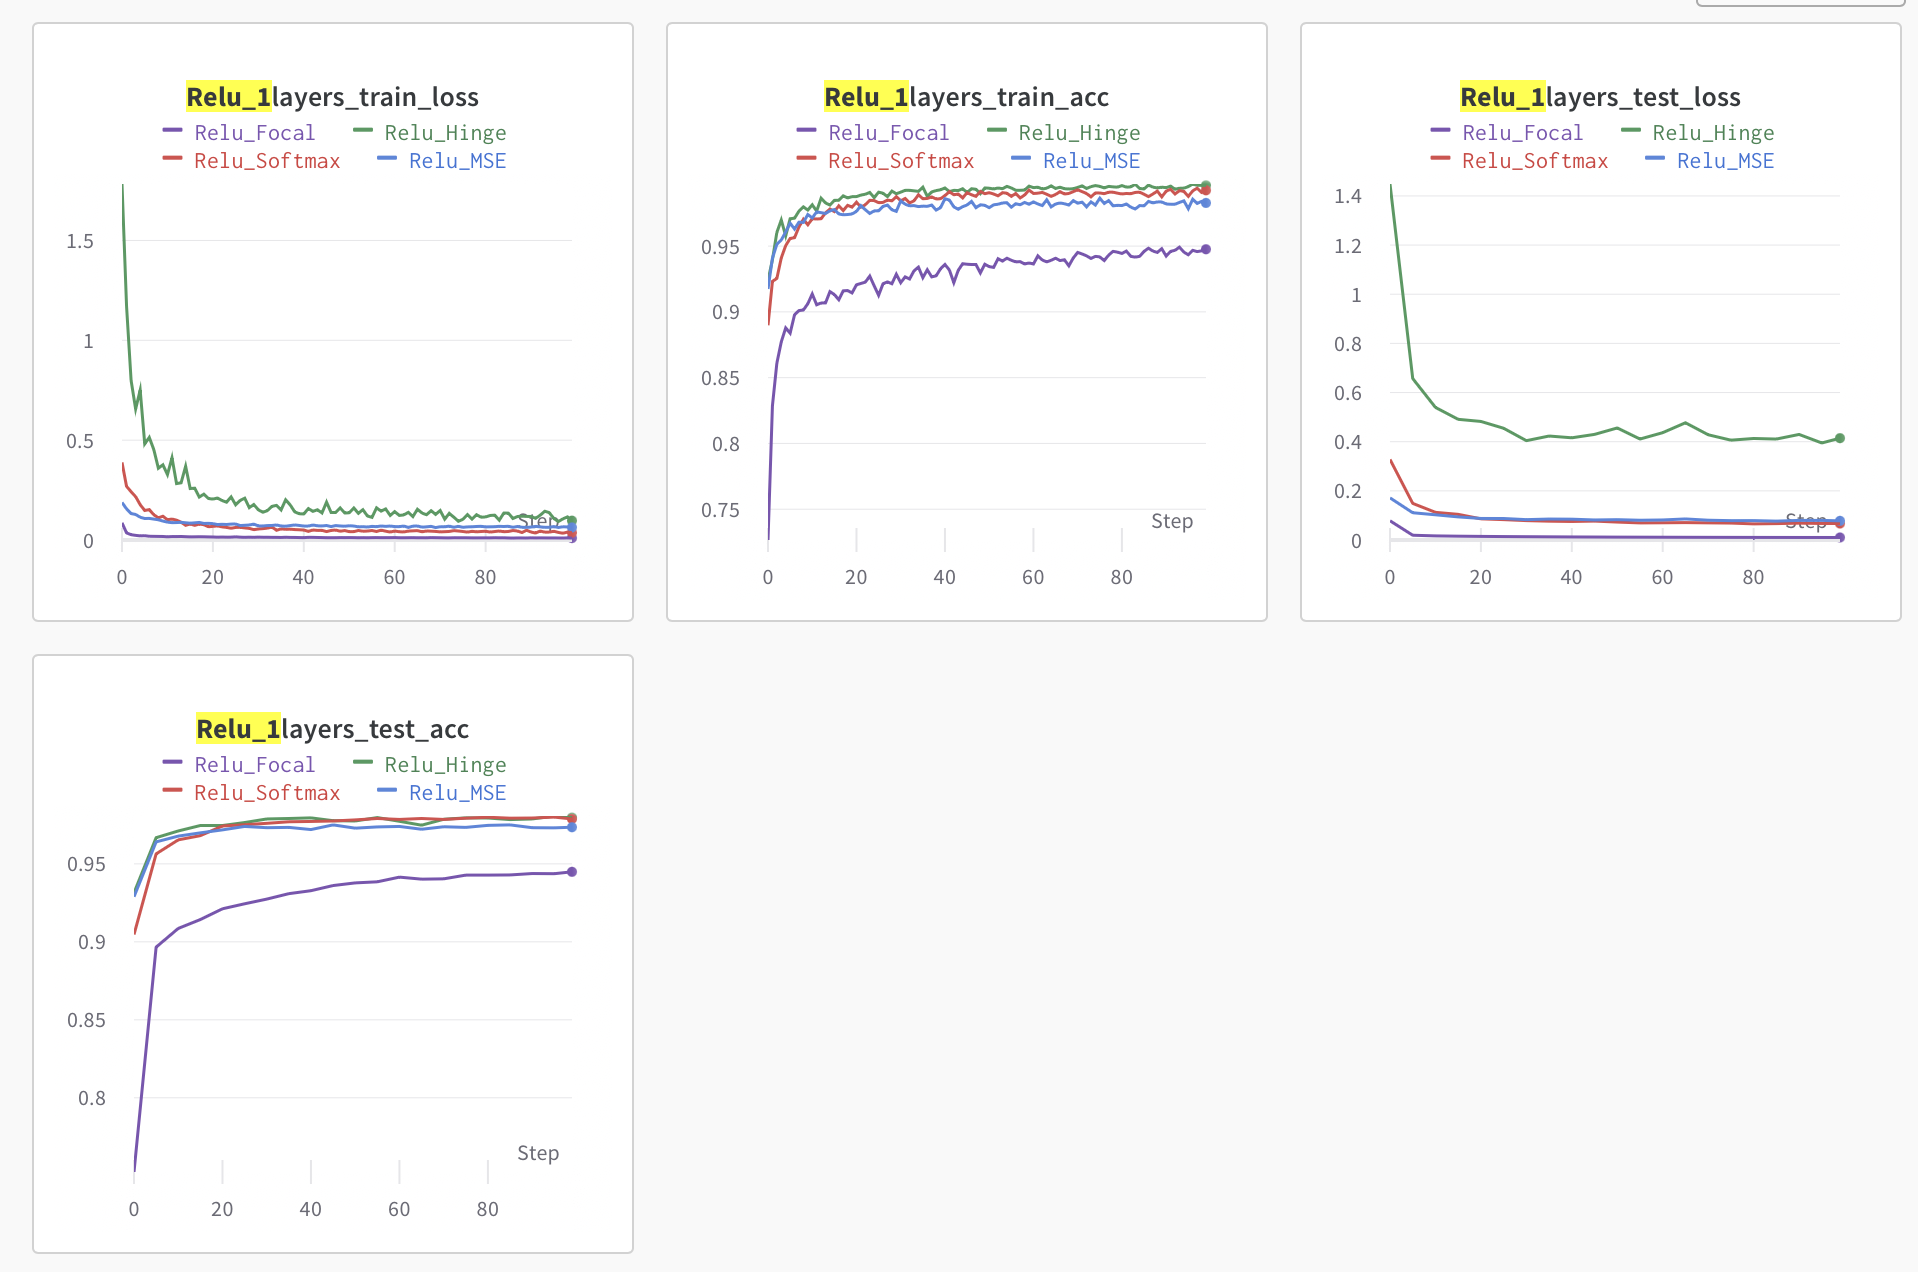 Relu_1layers_train_loss
Relu_Focal Relu_Hinge
Relu_Softmax Relu_MSE
1.5
1
0.5
0
Step
0 20 40 60 80
Relu_1layers_train_acc
Relu_Focal Relu_Hinge
Relu_Softmax Relu_MSE
0.95
0.9
0.85
0.8
0.75
Step
0 20 40 60 80
Relu_1layers_test_loss
Relu_Focal Relu_Hinge
Relu_Softmax Relu_MSE
1.4
1.2
1
0.8
0.6
0.4
0.2
0
Step
0 20 40 60 80
Relu_1layers_test_acc
Relu_Focal Relu_Hinge
Relu_Softmax Relu_MSE
0.95
0.9
0.85
0.8
Step
0 20 40 60 80